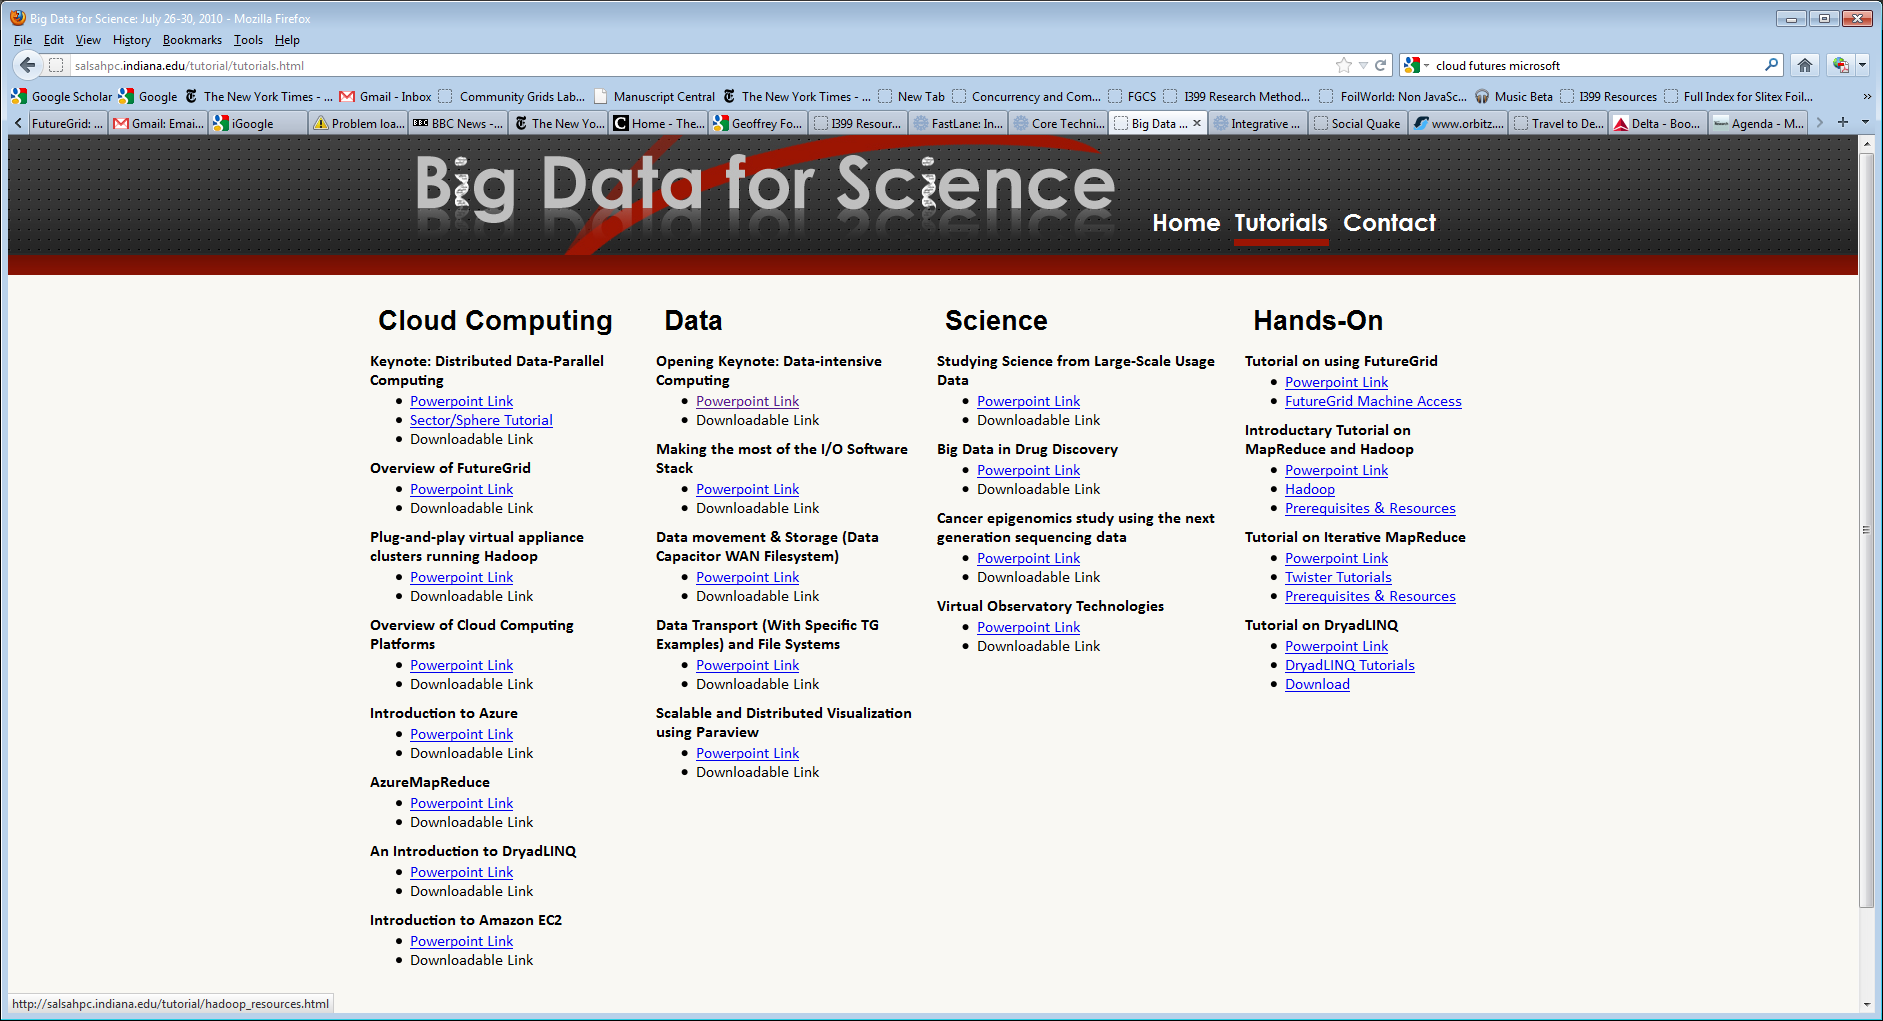 Big Data for Science: July 26-30, 2010 - Mozilla Firefox
File Edit View History Bookmarks Tools Help
salsahpc.indiana.edu/tutorial/tutorials.html
cloud futures microsoft
Google Scholar Google The New York Times - ... Gmail - Inbox Community Grids Lab... Manuscript Central The New York Times - ... New Tab Concurrency and Com... FGCS I399 Research Method... FoilWorld: Non JavaSc... Music Beta I399 Resources Full Index for Slitex Foil... »
FutureGrid: ... Gmail: Emai... iGoogle Problem loa... BBC News -... The New Yo... Home - The... Geoffrey Fo... I399 Resour... FastLane: In... Core Techni... Big Data ... Integrative ... Social Quake www.orbitz.... Travel to De... Delta - Boo... Agenda - M...
Big Data for Science
Home Tutorials Contact
Cloud Computing
Keynote: Distributed Data-Parallel
Computing
• Powerpoint Link
• Sector/Sphere Tutorial
• Downloadable Link
Overview of FutureGrid
• Powerpoint Link
• Downloadable Link
Plug-and-play virtual appliance
clusters running Hadoop
• Powerpoint Link
• Downloadable Link
Overview of Cloud Computing
Platforms
• Powerpoint Link
• Downloadable Link
Introduction to Azure
• Powerpoint Link
• Downloadable Link
AzureMapReduce
• Powerpoint Link
• Downloadable Link
An Introduction to DryadLINQ
• Powerpoint Link
• Downloadable Link
Introduction to Amazon EC2
• Powerpoint Link
• Downloadable Link
Data
Opening Keynote: Data-intensive
Computing
• Powerpoint Link
• Downloadable Link
Making the most of the I/O Software
Stack
• Powerpoint Link
• Downloadable Link
Data movement & Storage (Data
Capacitor WAN Filesystem)
• Powerpoint Link
• Downloadable Link
Data Transport (With Specific TG
Examples) and File Systems
• Powerpoint Link
• Downloadable Link
Scalable and Distributed Visualization
using Paraview
• Powerpoint Link
• Downloadable Link
Science
Studying Science from Large-Scale Usage
Data
• Powerpoint Link
• Downloadable Link
Big Data in Drug Discovery
• Powerpoint Link
• Downloadable Link
Cancer epigenomics study using the next
generation sequencing data
• Powerpoint Link
• Downloadable Link
Virtual Observatory Technologies
• Powerpoint Link
• Downloadable Link
Hands-On
Tutorial on using FutureGrid
• Powerpoint Link
• FutureGrid Machine Access
Introductary Tutorial on
MapReduce and Hadoop
• Powerpoint Link
• Hadoop
• Prerequisites & Resources
Tutorial on Iterative MapReduce
• Powerpoint Link
• Twister Tutorials
• Prerequisites & Resources
Tutorial on DryadLINQ
• Powerpoint Link
• DryadLINQ Tutorials
• Download
http://salsahpc.indiana.edu/tutorial/hadoop_resources.html